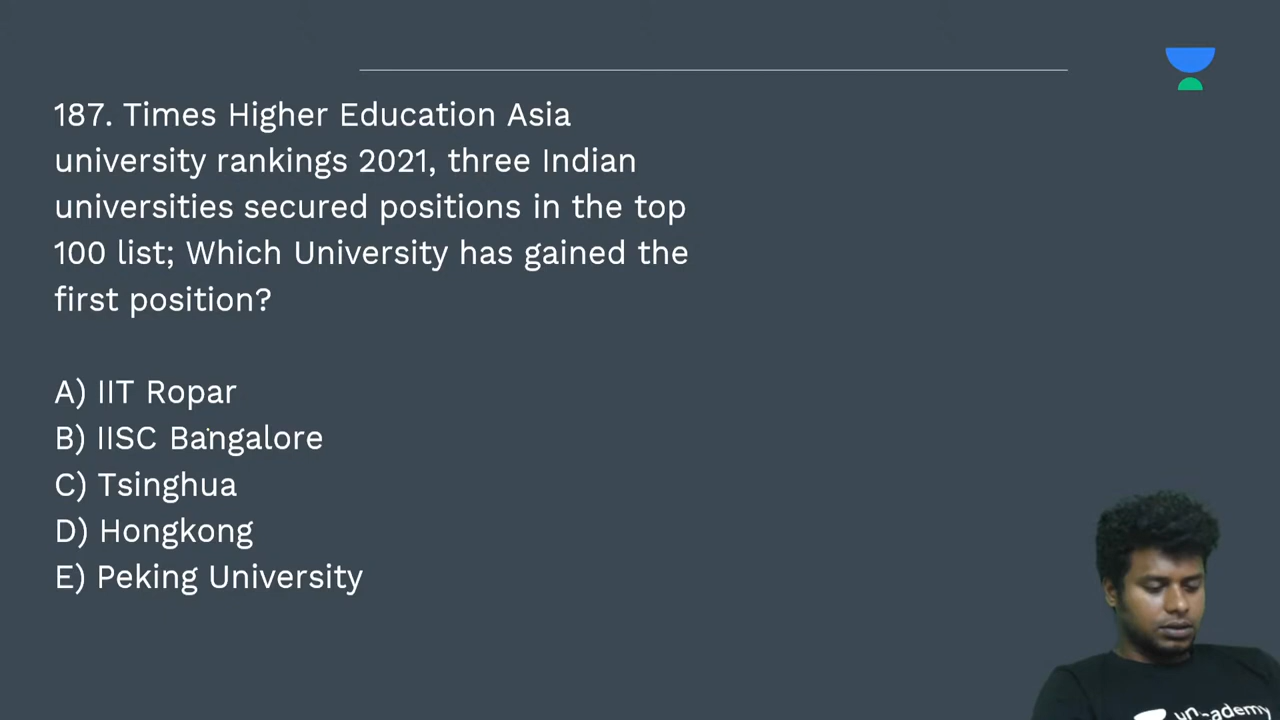 187. Times Higher Education Asia
university rankings 2021, three Indian
universities secured positions in the top
100 list; Which University has gained the
first position?
A) IIT Ropar
B) IISC Bangalore
C) Tsinghua
D) Hongkong
E) Peking University